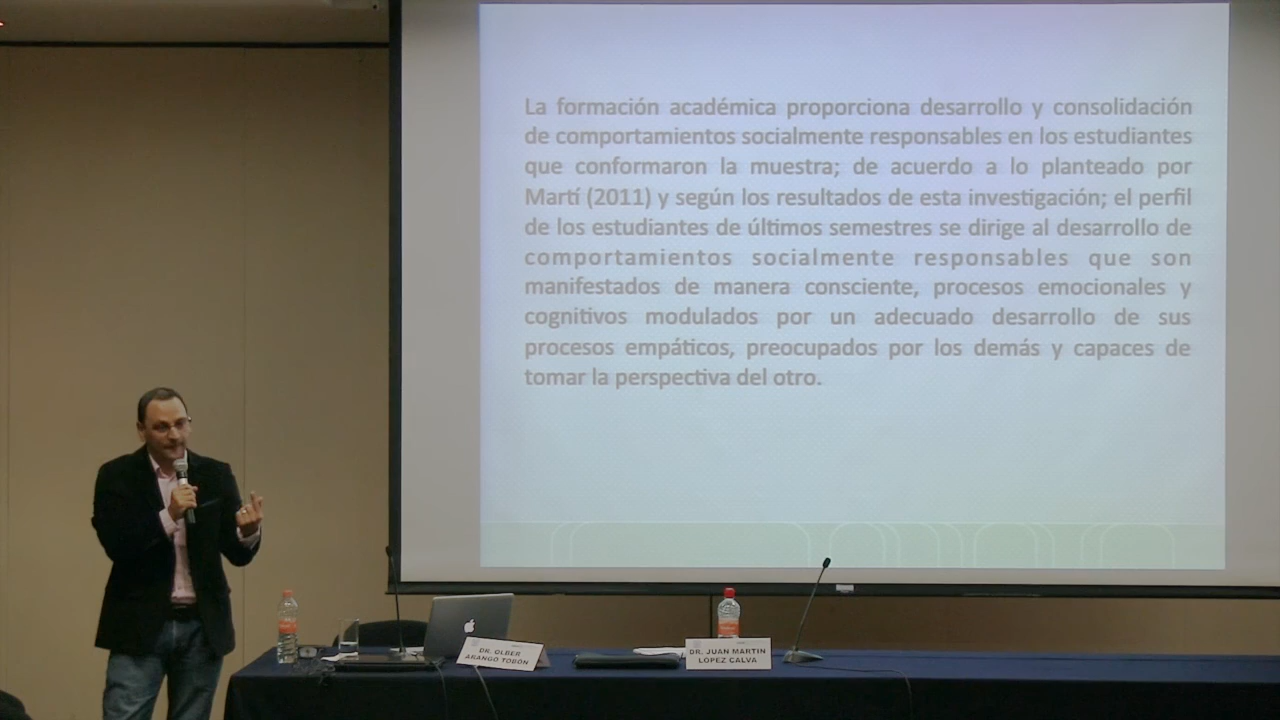 La formación académica proporciona desarrollo y consolidación
de comportamientos socialmente responsables en los estudiantes
que conformaron la muestra; de acuerdo a lo planteado por
Martí (2011) y según los resultados de esta investigación; el perfil
de los estudiantes de últimos semestres se dirige al desarrollo de
comportamientos socialmente responsables que son
manifestados de manera consciente, procesos emocionales y
cognitivos modulados por un adecuado desarrollo de sus
procesos empáticos, preocupados por los demás y capaces de
tomar la perspectiva del otro.
DR. OLBER
ARANGO TOBÓN
DR. JUAN MARTIN
LOPEZ CALVA